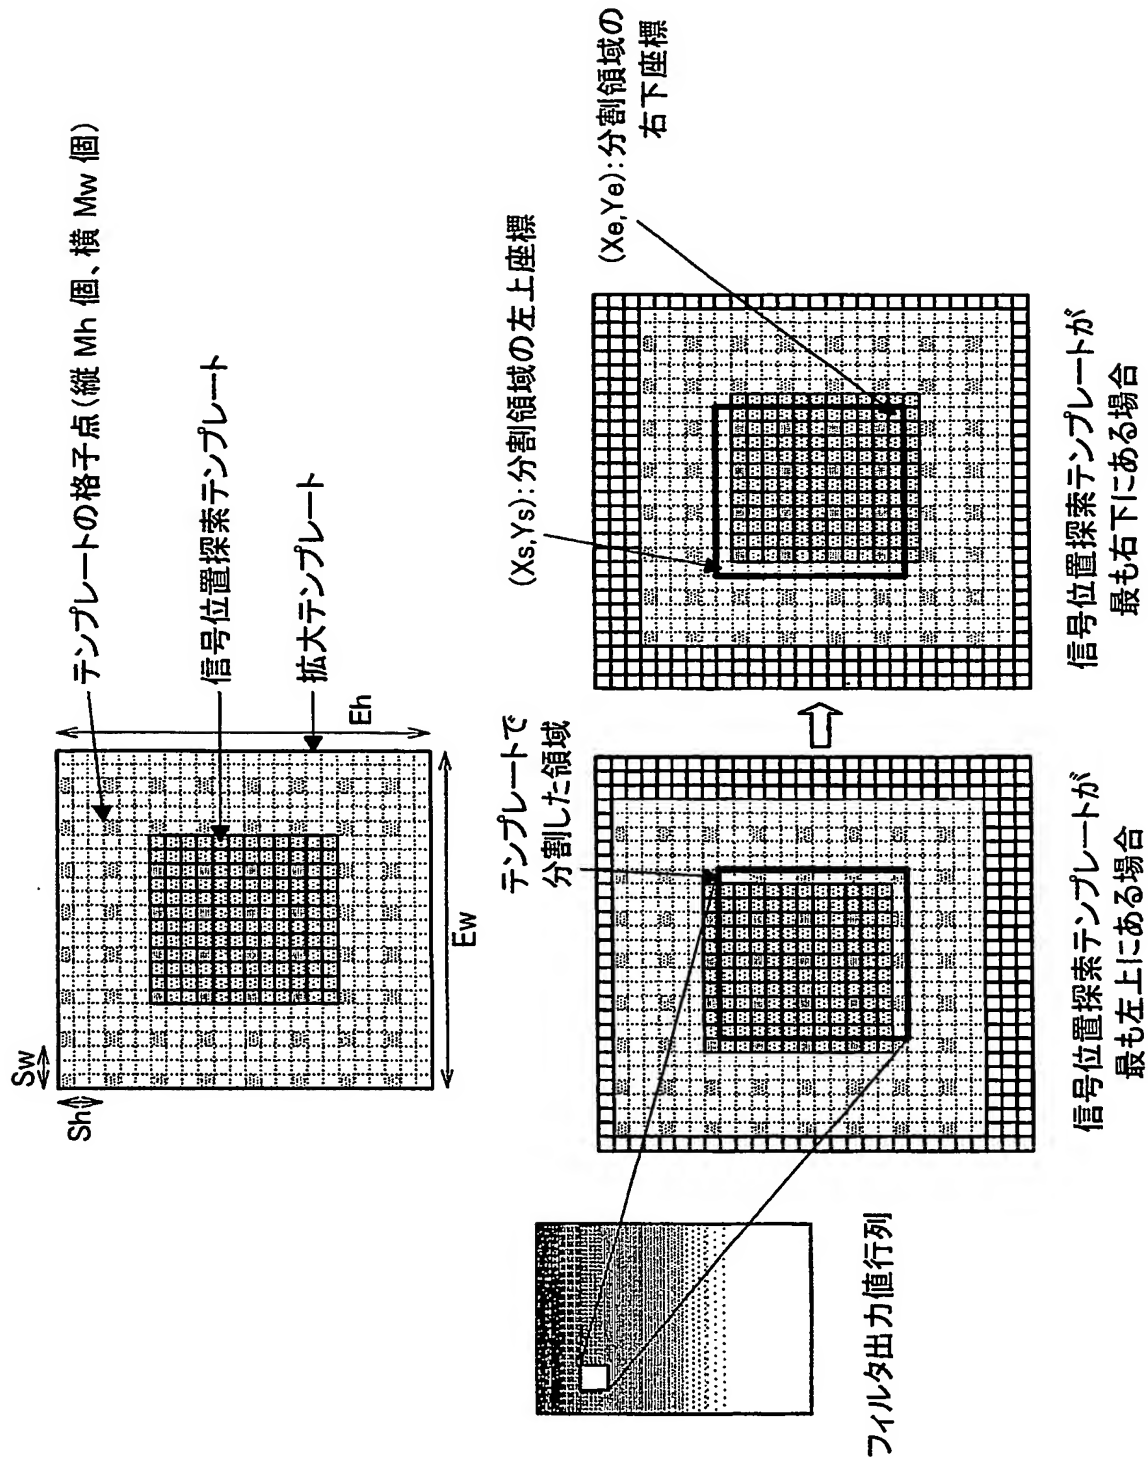 Sw
Sh
テンプレートの格子点(縦 Mh 個、横 Mw 個)
信号位置探索テンプレート
拡大テンプレート
Eh
Ew
テンプレートで
分割した領域
(Xs,Ys):分割領域の左上座標
(Xe,Ye):分割領域の
右下座標
フィルタ出力値行列
信号位置探索テンプレートが
最も左上にある場合
信号位置探索テンプレートが
最も右下にある場合